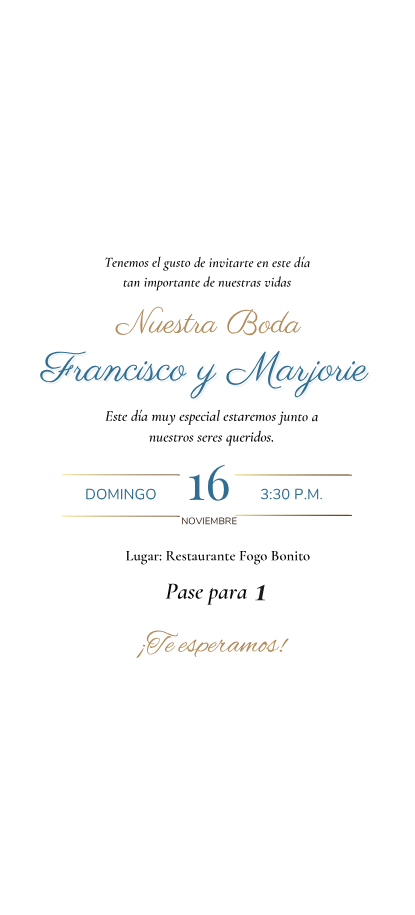 Tenemos el gusto de invitarte en este día
tan importante de nuestras vidas
Nuestra Boda
Francisco y Marjorie
Este día muy especial estaremos junto a
nuestros seres queridos.
DOMINGO 16 3:30 P.M.
NOVIEMBRE
Lugar: Restaurante Fogo Bonito
Pase para 1
¡Te esperamos!